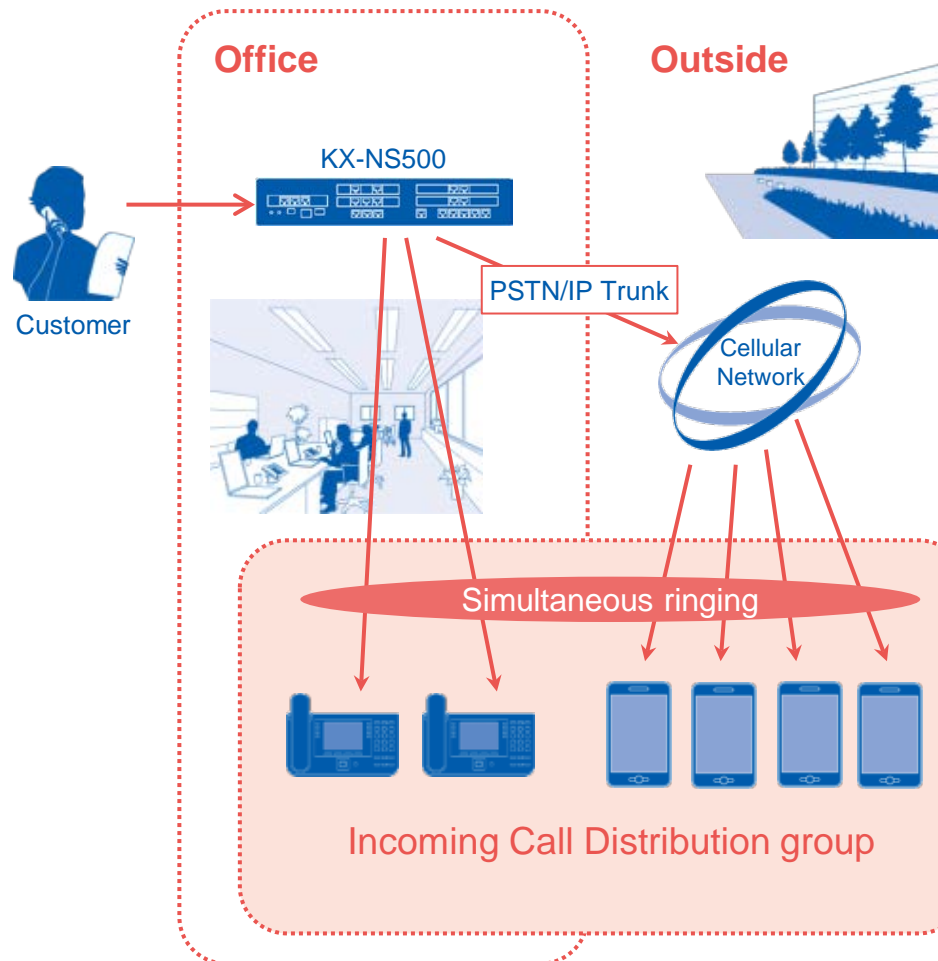 Office
Outside
KX-NS500
PSTN/IP Trunk
Customer
Cellular
Network
Simultaneous ringing
Incoming Call Distribution group